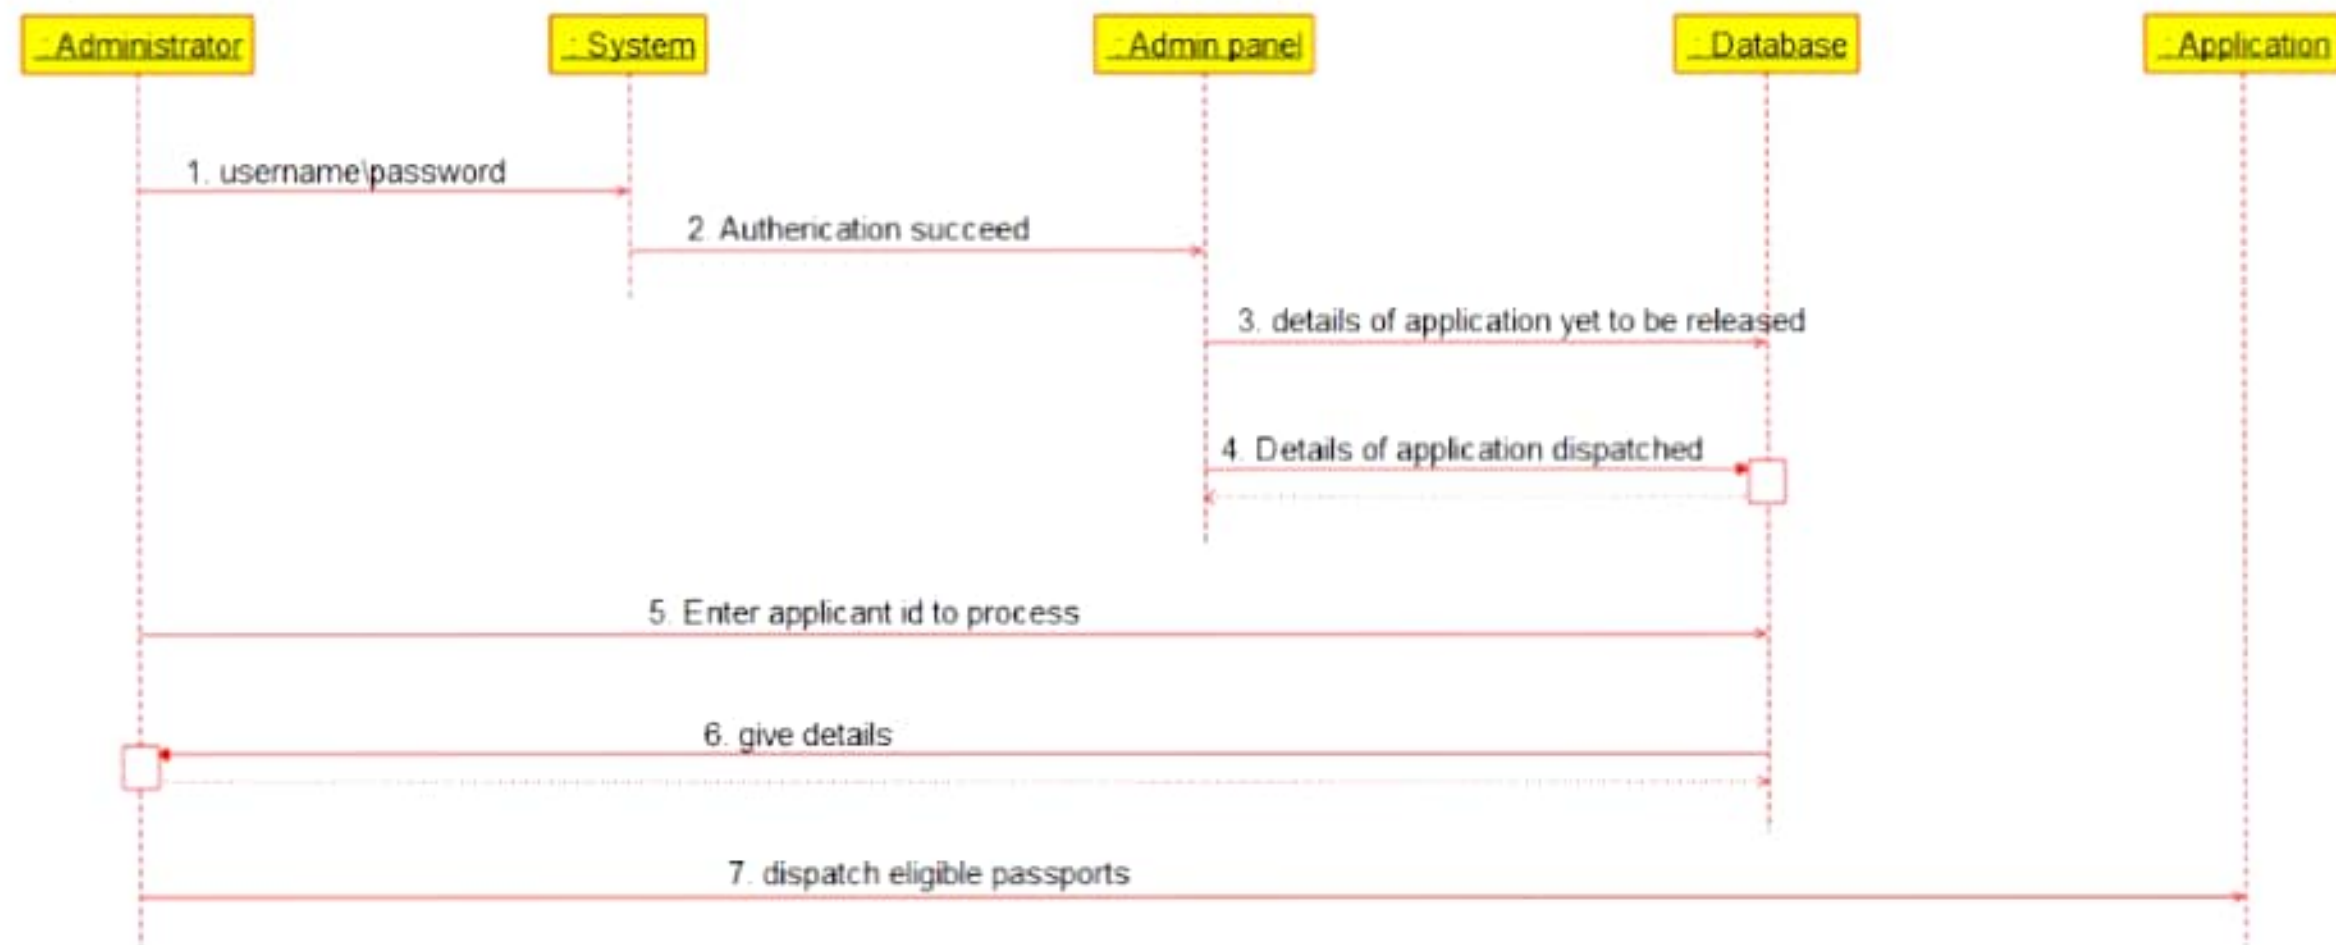 : Administrator
: System
: Admin panel
: Database
: Application
1. username\password
2. Autherication succeed
3. details of application yet to be released
4. Details of application dispatched
5. Enter applicant id to process
6. give details
7. dispatch eligible passports